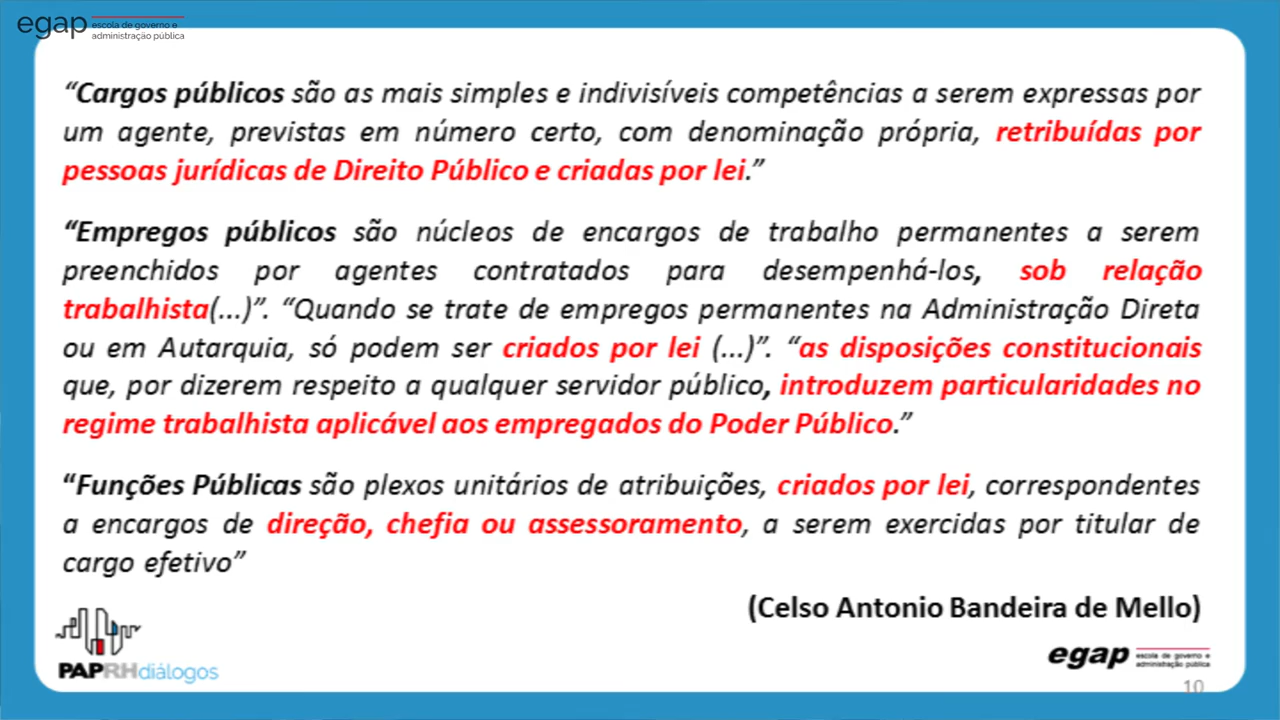 egap escola de governo e
administração pública
“Cargos públicos são as mais simples e indivisíveis competências a serem expressas por
um agente, previstas em número certo, com denominação própria, retribuídas por
pessoas jurídicas de Direito Público e criadas por lei.”
“Empregos públicos são núcleos de encargos de trabalho permanentes a serem
preenchidos por agentes contratados para desempenhá-los, sob relação
trabalhista(...)”. “Quando se trate de empregos permanentes na Administração Direta
ou em Autarquia, só podem ser criados por lei (...)”. “as disposições constitucionais
que, por dizerem respeito a qualquer servidor público, introduzem particularidades no
regime trabalhista aplicável aos empregados do Poder Público.”
“Funções Públicas são plexos unitários de atribuições, criados por lei, correspondentes
a encargos de direção, chefia ou assessoramento, a serem exercidas por titular de
cargo efetivo”
(Celso Antonio Bandeira de Mello)
PAPRHdiálogos
egap escola de governo e
administração pública
10